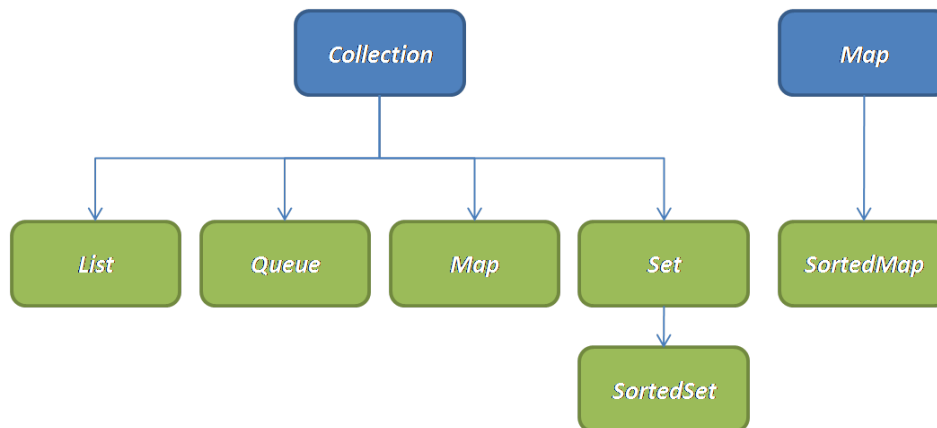 Collection
Map
List
Queue
Map
Set
SortedMap
SortedSet